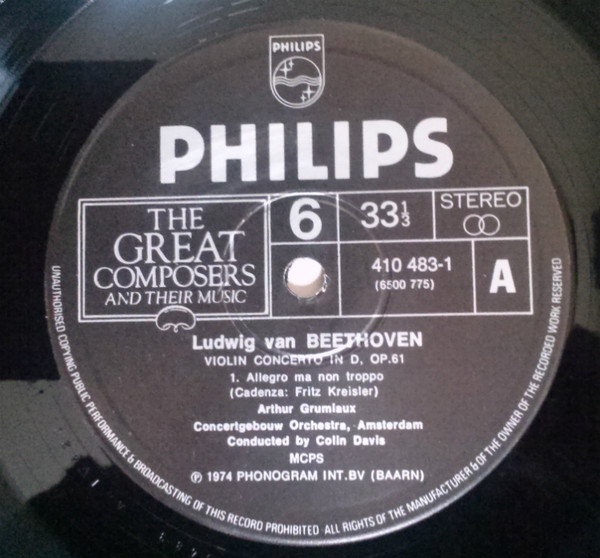 PHILIPS
PHILIPS
THE
GREAT
COMPOSERS
AND THEIR MUSIC
6
33⅓
STEREO
410 483-1
(6500 775)
A
Ludwig van BEETHOVEN
VIOLIN CONCERTO IN D, OP.61
1. Allegro ma non troppo
(Cadenza: Fritz Kreisler)
Arthur Grumiaux
Concertgebouw Orchestra, Amsterdam
Conducted by Colin Davis
MCPS
℗ 1974 PHONOGRAM INT.BV (BAARN)
UNAUTHORISED COPYING PUBLIC PERFORMANCE & BROADCASTING OF THIS RECORD PROHIBITED ALL RIGHTS OF THE MANUFACTURER & OF THE OWNER OF THE RECORDED WORK RESERVED